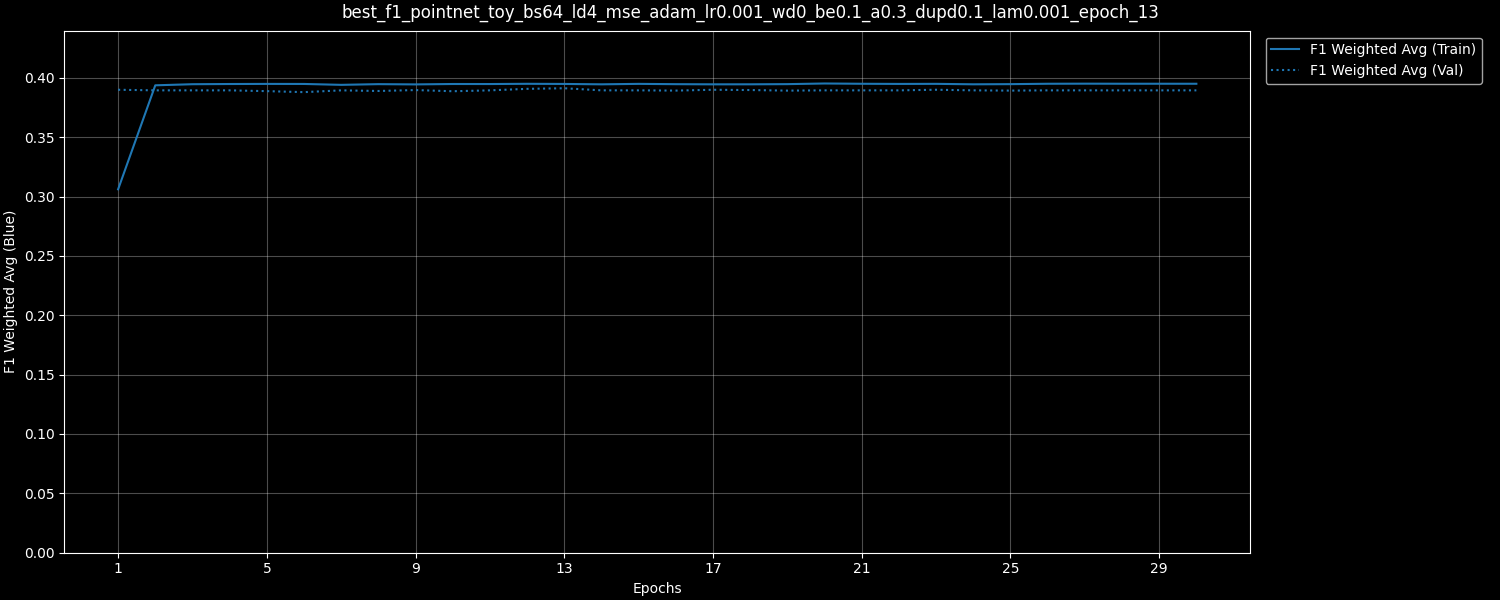 best_f1_pointnet_toy_bs64_ld4_mse_adam_lr0.001_wd0_be0.1_a0.3_dupd0.1_lam0.001_epoch_13
F1 Weighted Avg (Train)
F1 Weighted Avg (Val)
F1 Weighted Avg (Blue)
0.40
0.35
0.30
0.25
0.20
0.15
0.10
0.05
0.00
1 5 9 13 17 21 25 29
Epochs